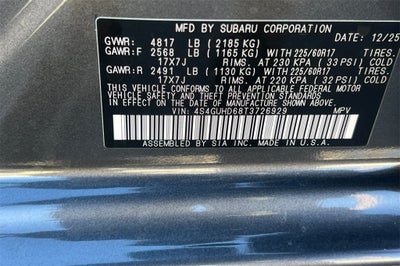 MFD BY SUBARU CORPORATION 12/25
GVWR: 4817 LB (2185 KG)
GAWR:F 2568 LB (1165 KG) WITH 225/60R17 TIRES,
17X7J RIMS, AT 230 KPA (33 PSI) COLD
GAWR:R 2491 LB (1130 KG) WITH 225/60R17 TIRES,
17X7J RIMS, AT 220 KPA (32 PSI) COLD
THIS VEHICLE CONFORMS TO ALL APPLICABLE FEDERAL MOTOR
VEHICLE SAFETY, BUMPER, AND THEFT PREVENTION STANDARDS
IN EFFECT ON THE DATE OF MANUFACTURE SHOWN ABOVE.
VIN: 4S4GUHD68T3726929 MPV
ASSEMBLED BY SIA INC. MADE IN U.S.A.